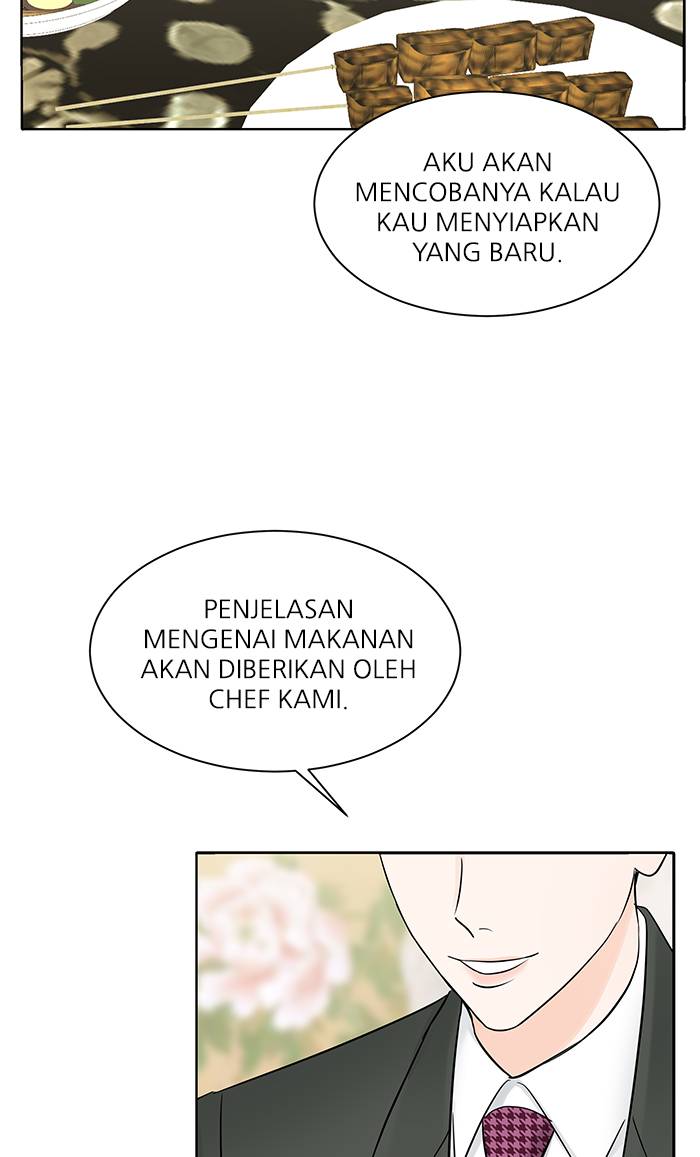 AKU AKAN
MENCOBANYA KALAU
KAU MENYIAPKAN
YANG BARU.
PENJELASAN
MENGENAI MAKANAN
AKAN DIBERIKAN OLEH
CHEF KAMI.